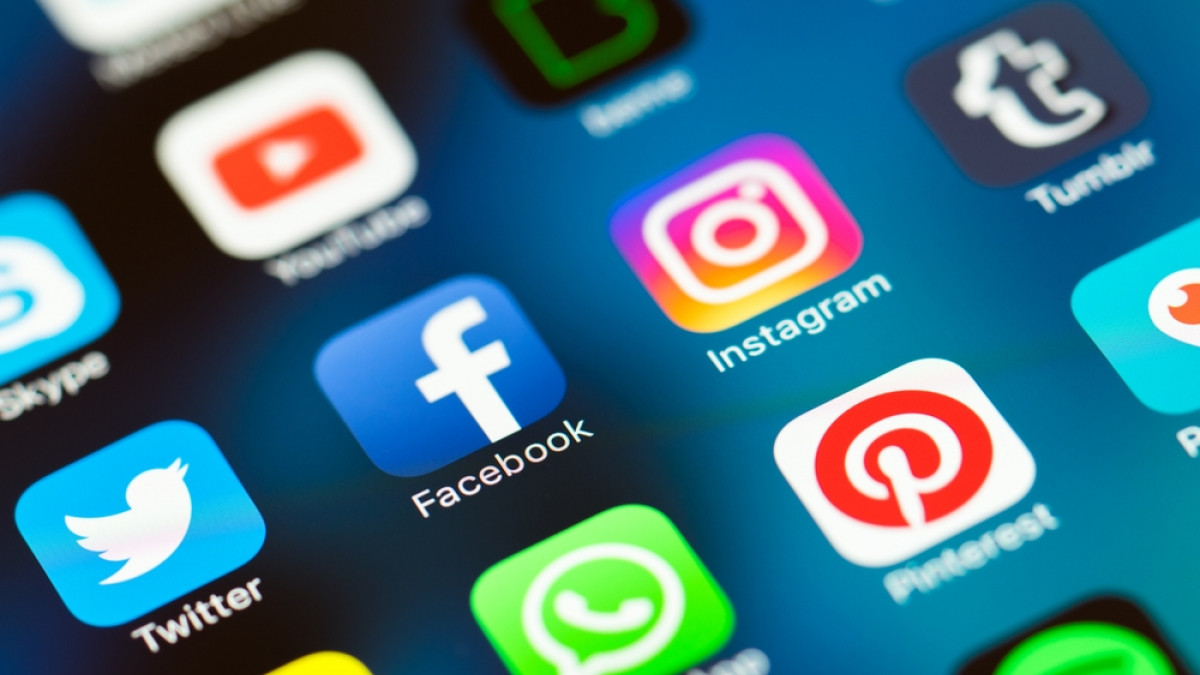 YouTube
Tumblr
Instagram
Skype
Facebook
Pinterest
Twitter